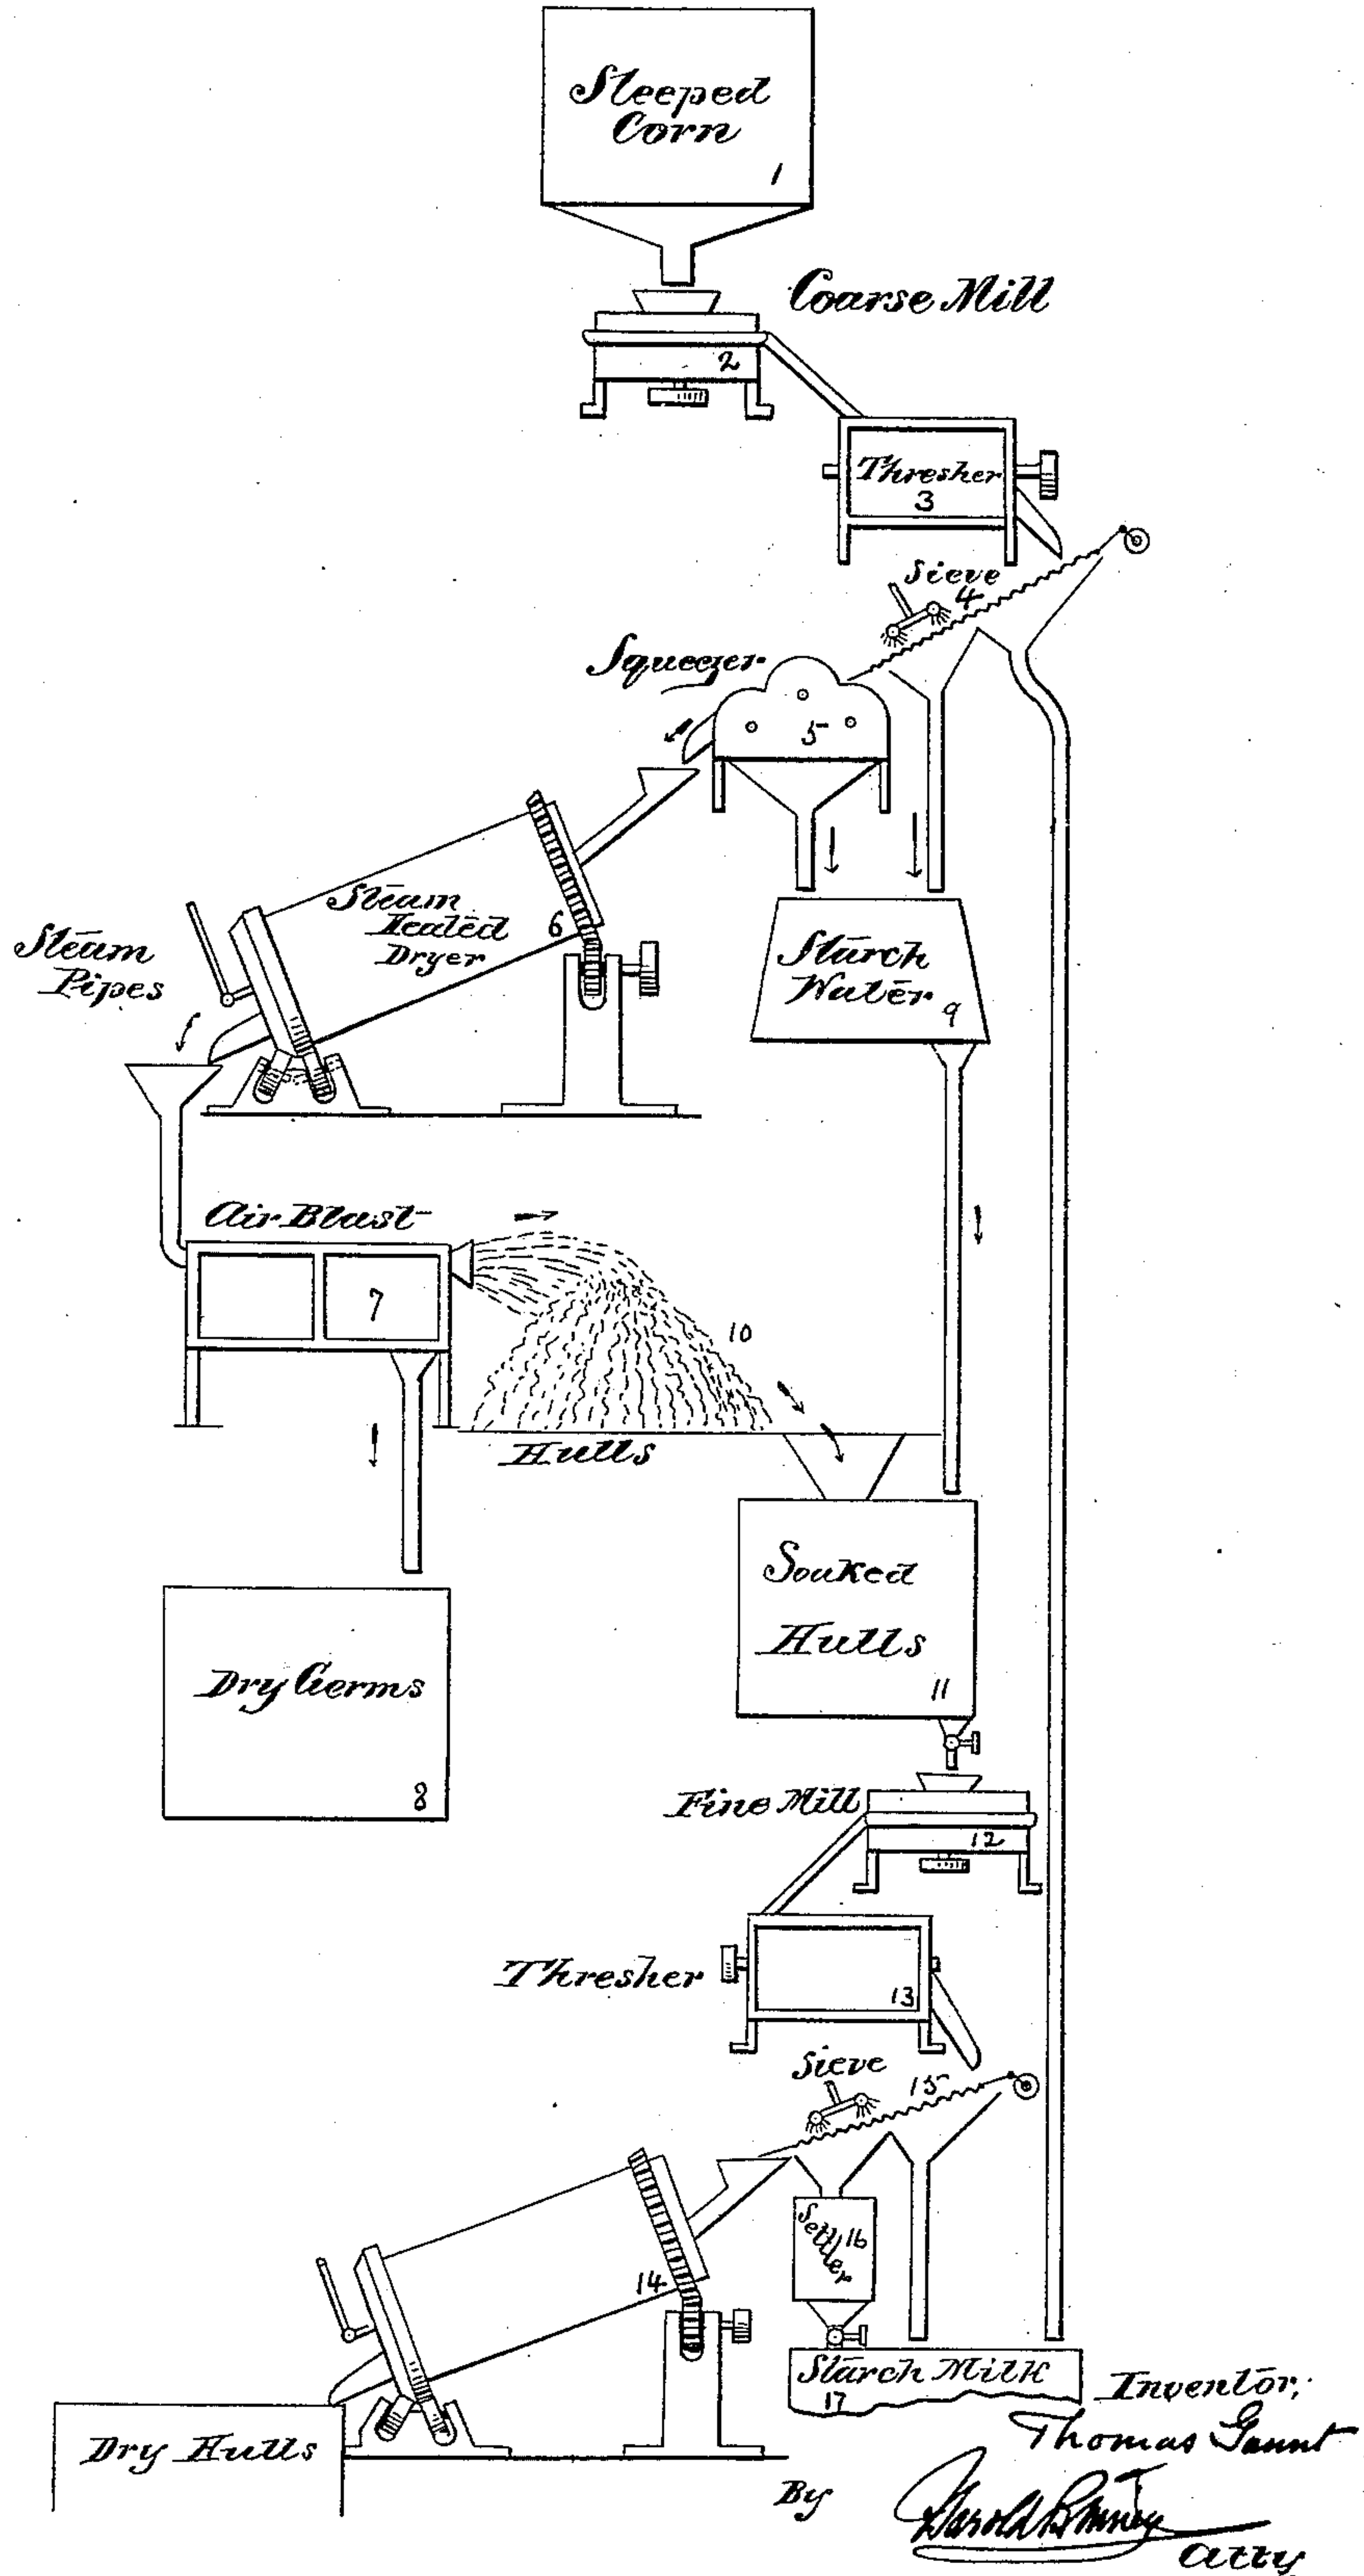 Steeped
Corn
1
Coarse Mill
2
Thresher
3
Sieve
4
Squeezer
5
Steam
Heated
Dryer
6
Steam
Pipes
Starch
Water
9
Air Blast
7
10
Hulls
Soaked
Hulls
11
Dry Germs
8
Fine Mill
12
Thresher
13
Sieve
15
Settler
16
14
Starch Milk
17
Dry Hulls
Inventor,
Thomas Gaunt
By
Harold Binney
Atty